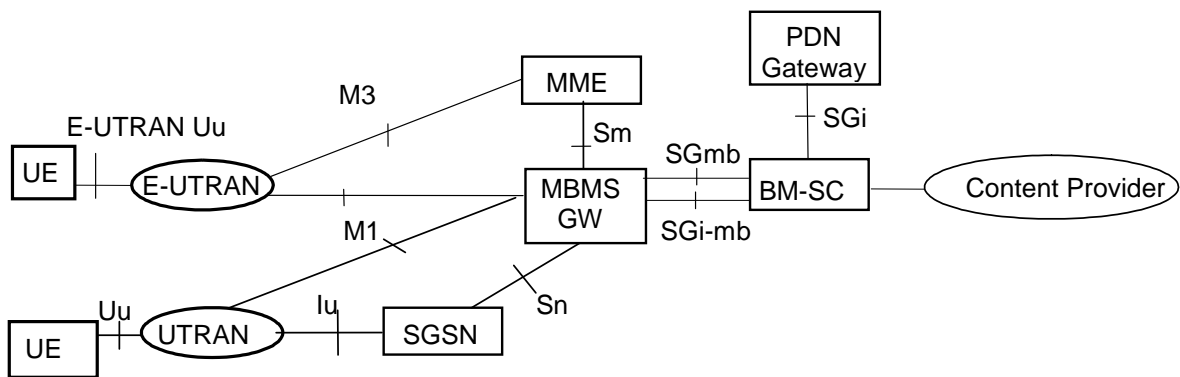 PDN
Gateway
MME
M3
SGi
E-UTRAN Uu
Sm
SGmb
UE
E-UTRAN
MBMS
GW
BM-SC
Content Provider
M1
SGi-mb
Uu
Iu
Sn
UE
UTRAN
SGSN